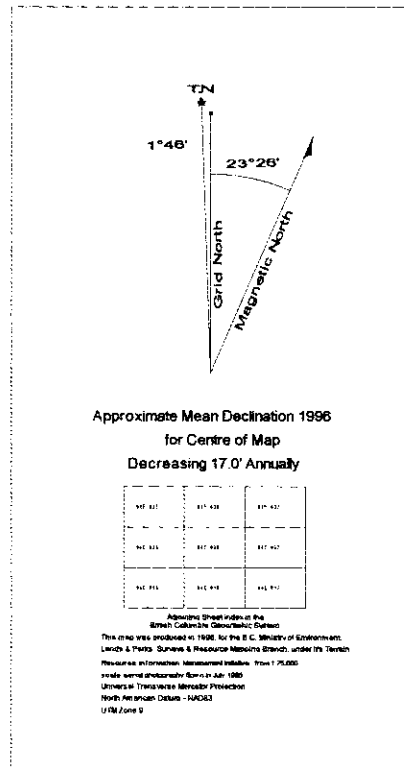 TN
1°46'
23°26'
Grid North
Magnetic North
Approximate Mean Declination 1996
for Centre of Map
Decreasing 17.0' Annually
Adjoining Sheet Index in the
British Columbia Geographic System
This map was produced in 1996, for the B.C. Ministry of Environment,
Lands & Parks, Surveys & Resource Mapping Branch, under its Terrain
Resource Information Management Initiative, from 1:75,000
scale aerial photography flown in July
Universal Transverse Mercator Projection
North American Datum - NAD83
UTM Zone 9